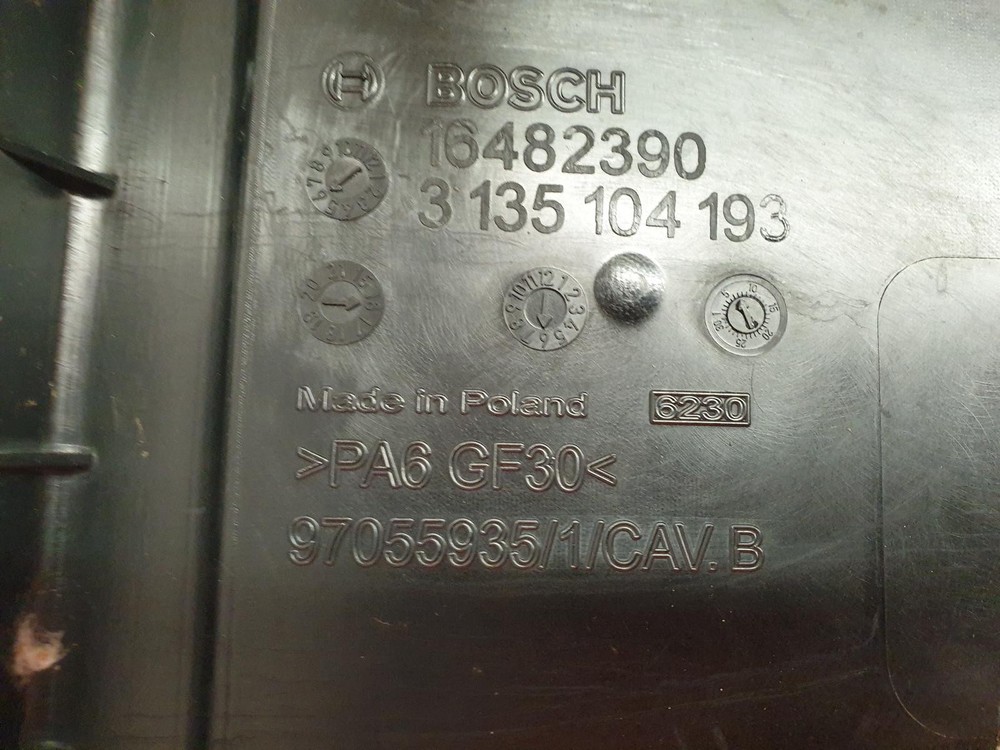 BOSCH
16482390
3 135 104 193
Made in Poland
6230
>PA6 GF30<
97055935/1/CAV. B